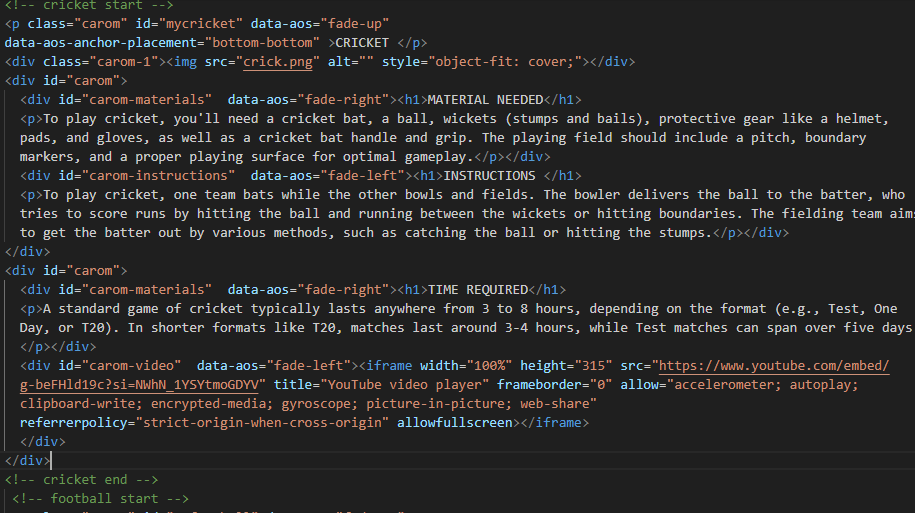 <!-- cricket start -->
<p class="carom" id="mycricket" data-aos="fade-up"
data-aos-anchor-placement="bottom-bottom" >CRICKET </p>
<div class="carom-1"><img src="crick.png" alt="" style="object-fit: cover;"></div>
<div id="carom">
<div id="carom-materials"  data-aos="fade-right"><h1>MATERIAL NEEDED</h1>
<p>To play cricket, you'll need a cricket bat, a ball, wickets (stumps and bails), protective gear like a helmet,
pads, and gloves, as well as a cricket bat handle and grip. The playing field should include a pitch, boundary
markers, and a proper playing surface for optimal gameplay.</p></div>
<div id="carom-instructions"  data-aos="fade-left"><h1>INSTRUCTIONS </h1>
<p>To play cricket, one team bats while the other bowls and fields. The bowler delivers the ball to the batter, who
tries to score runs by hitting the ball and running between the wickets or hitting boundaries. The fielding team aims
to get the batter out by various methods, such as catching the ball or hitting the stumps.</p></div>
</div>
<div id="carom">
<div id="carom-materials"  data-aos="fade-right"><h1>TIME REQUIRED</h1>
<p>A standard game of cricket typically lasts anywhere from 3 to 8 hours, depending on the format (e.g., Test, One
Day, or T20). In shorter formats like T20, matches last around 3-4 hours, while Test matches can span over five days
</p></div>
<div id="carom-video"  data-aos="fade-left"><iframe width="100%" height="315" src="https://www.youtube.com/embed/
g-beFHld19c?si=NWhN_1YSYtmoGDYV" title="YouTube video player" frameborder="0" allow="accelerometer; autoplay;
clipboard-write; encrypted-media; gyroscope; picture-in-picture; web-share"
referrerpolicy="strict-origin-when-cross-origin" allowfullscreen></iframe>
</div>
</div>
<!-- cricket end -->
<!-- football start -->